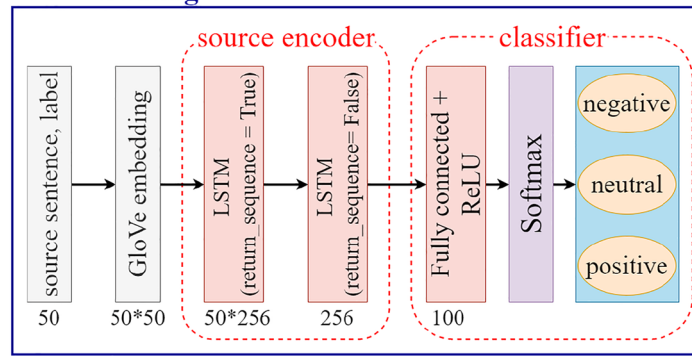 source encoder
classifier
source sentence, label
GloVe embedding
LSTM
(return_sequence = True)
LSTM
(return_sequence= False)
Fully connected +
ReLU
Softmax
negative
neutral
positive
50
50*50
50*256
256
100